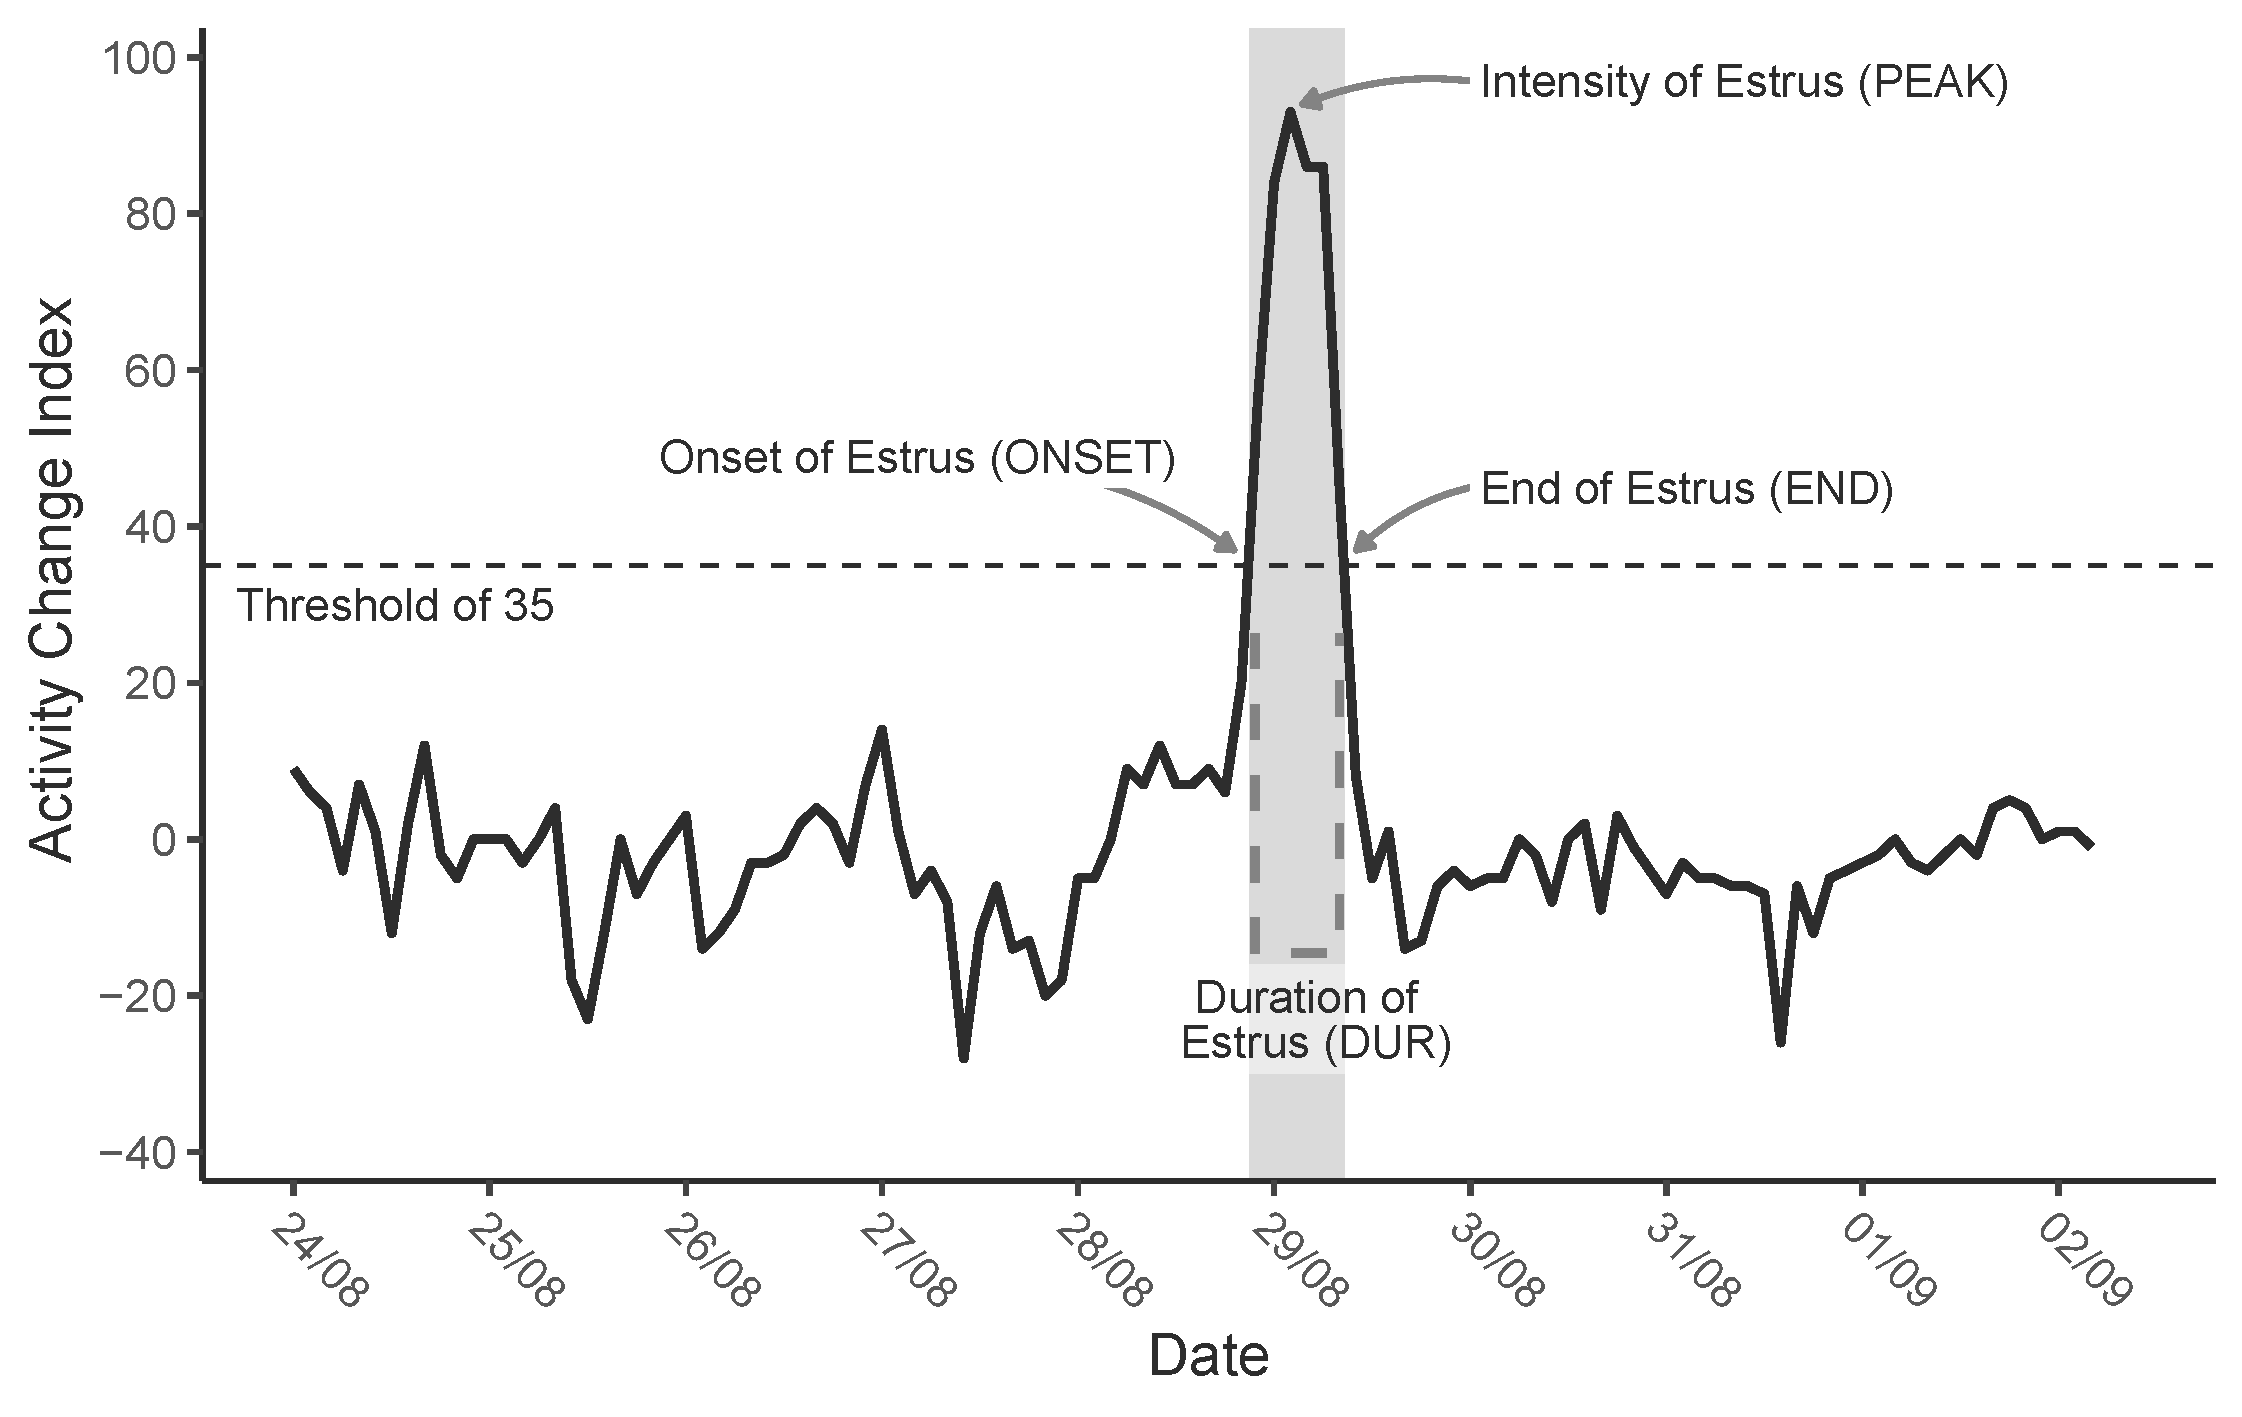 100
80
60
40
20
0
−20
−40
Activity Change Index
Intensity of Estrus (PEAK)
Onset of Estrus (ONSET)
End of Estrus (END)
Threshold of 35
Duration of
Estrus (DUR)
24/08
25/08
26/08
27/08
28/08
29/08
30/08
31/08
01/09
02/09
Date